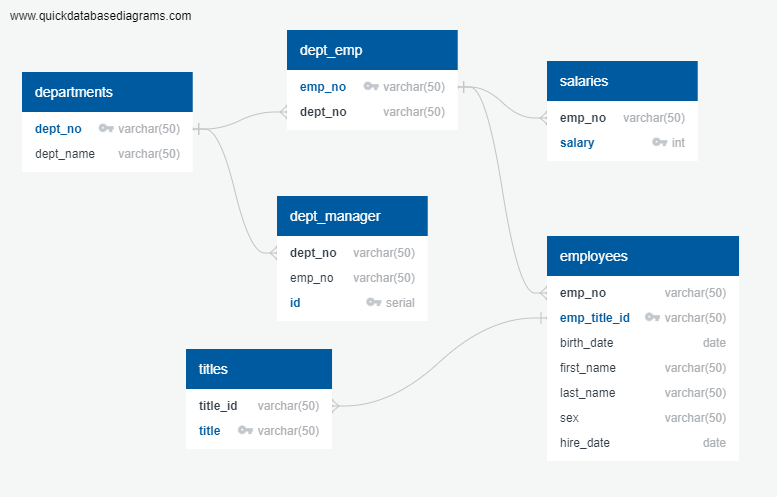 www.quickdatabasediagrams.com
departments
dept_no varchar(50)
dept_name varchar(50)
dept_emp
emp_no varchar(50)
dept_no varchar(50)
salaries
emp_no varchar(50)
salary int
dept_manager
dept_no varchar(50)
emp_no varchar(50)
id serial
employees
emp_no varchar(50)
emp_title_id varchar(50)
birth_date date
first_name varchar(50)
last_name varchar(50)
sex varchar(50)
hire_date date
titles
title_id varchar(50)
title varchar(50)